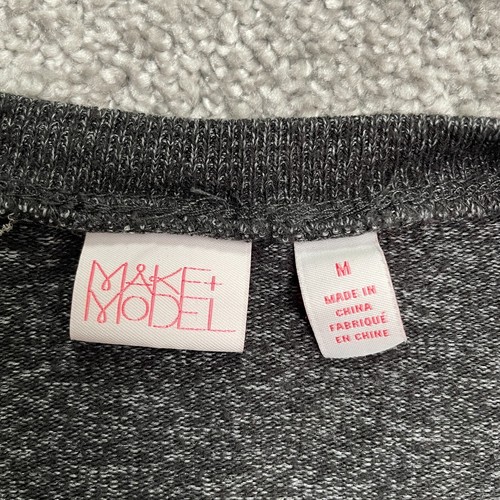 MAKE+
MODEL
M
MADE IN
CHINA
FABRIQUÉ
EN CHINE